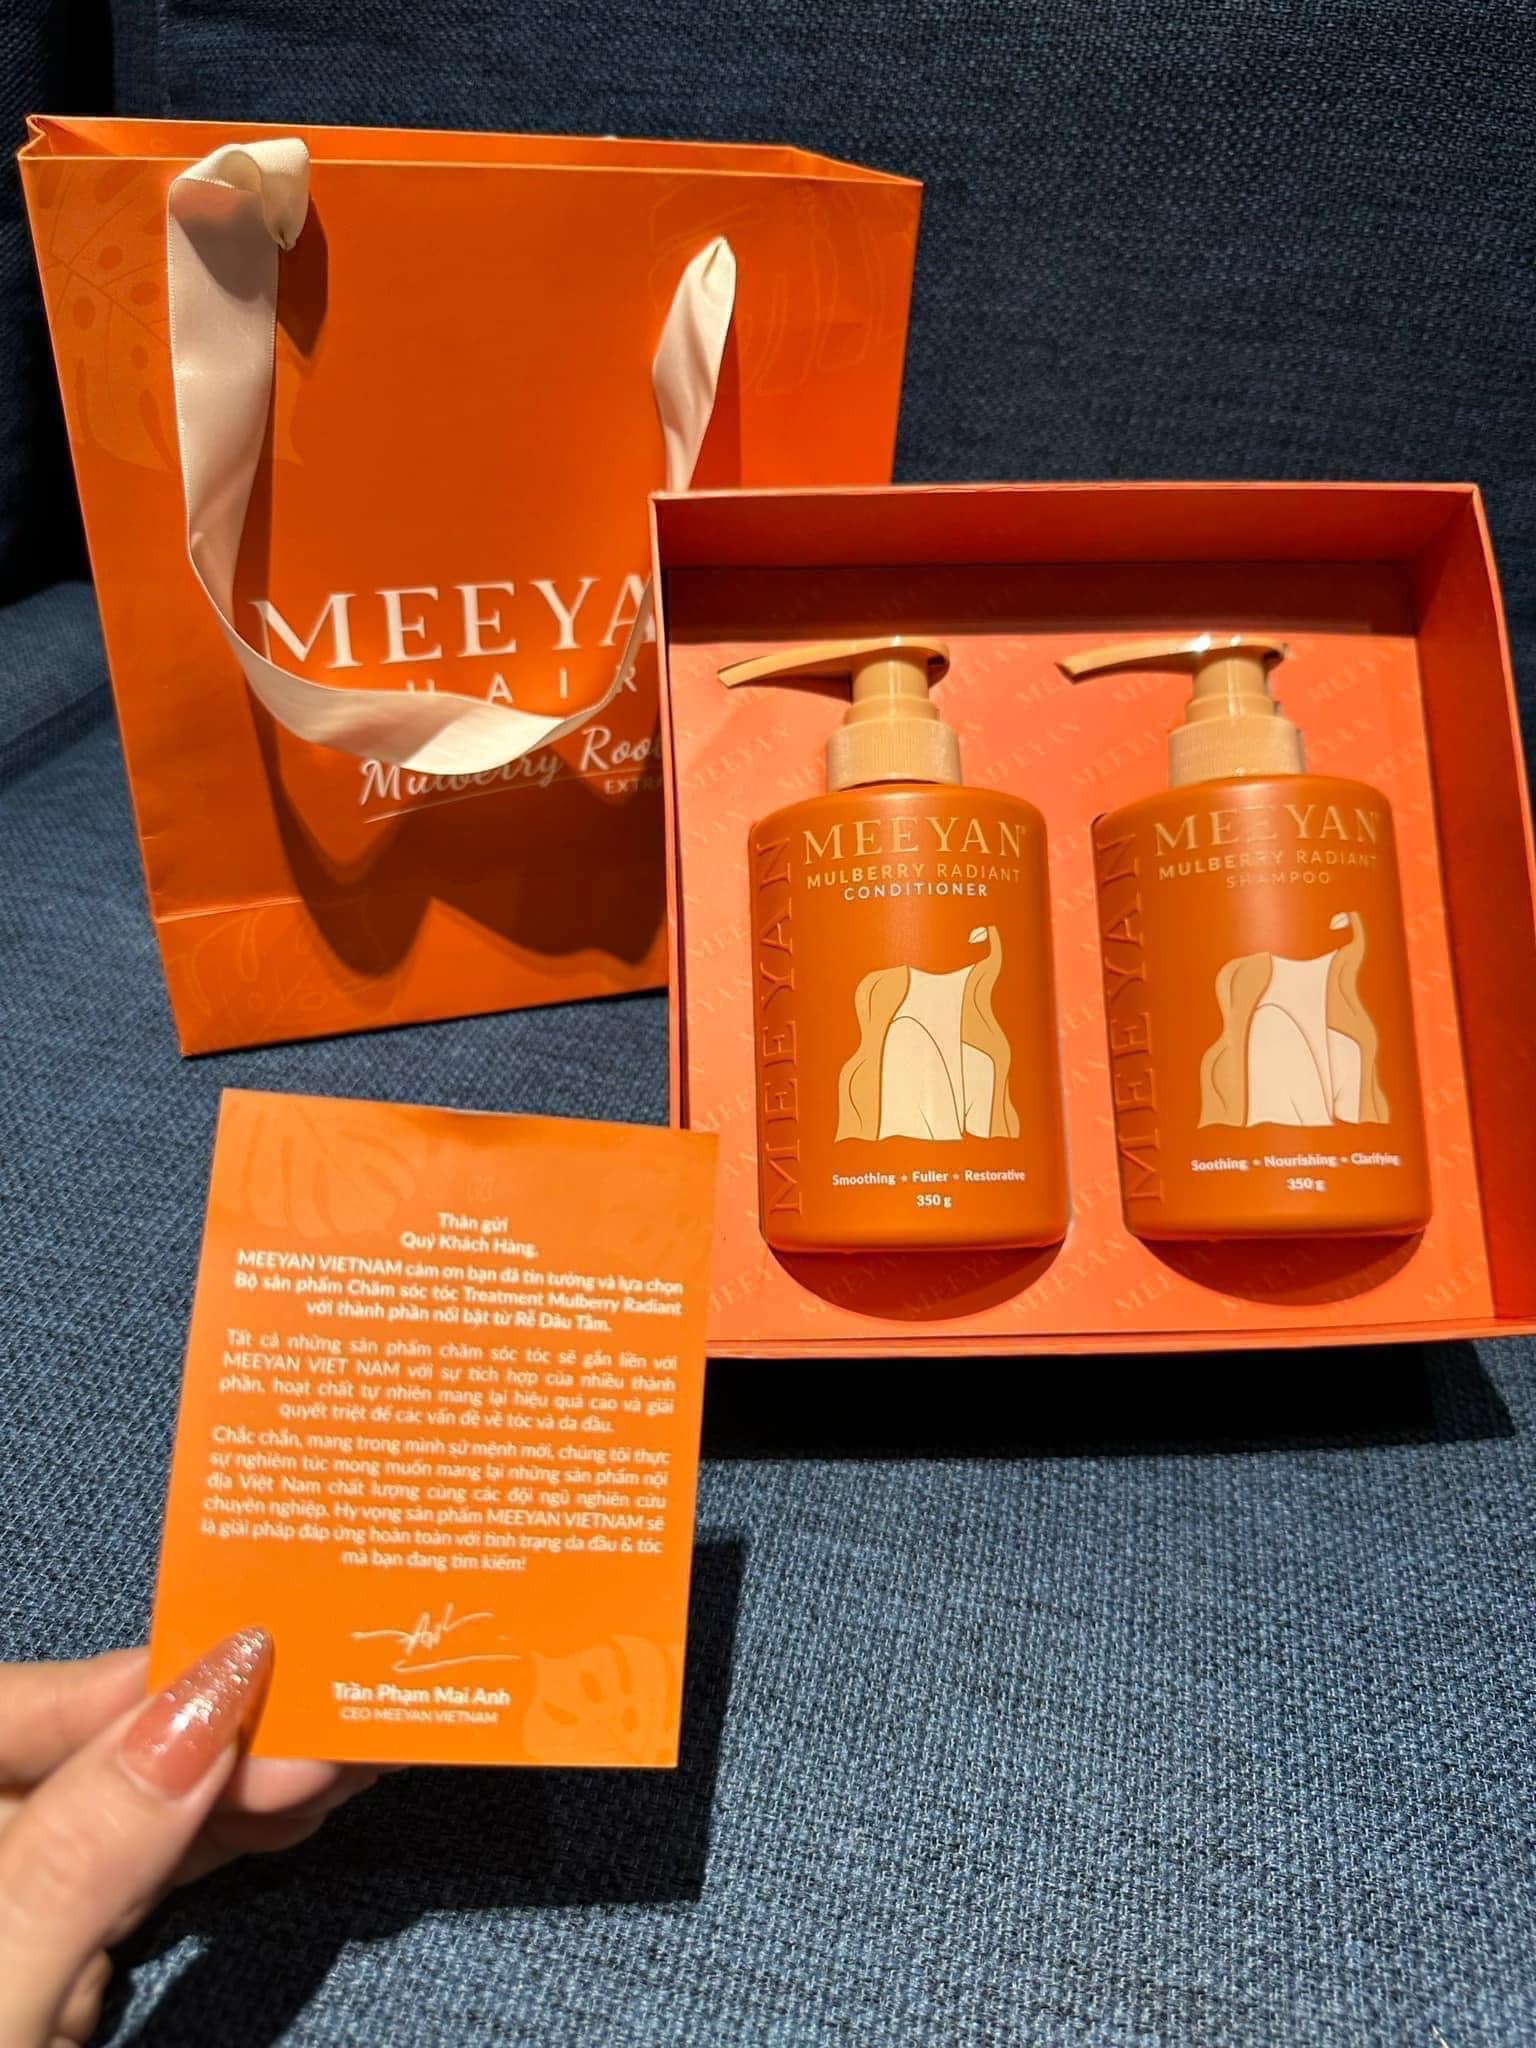 MEEYA
HAIR
Mulberry Root
EXTRA
MEEYAN
MEEYAN®
MULBERRY RADIANT
CONDITIONER
Smoothing • Fuller • Restorative
350 g
MEEYAN
MEEYAN®
MULBERRY RADIANT
SHAMPOO
Soothing • Nourishing • Clarifying
350 g
Thân gửi
Quý Khách Hàng,
MEEYAN VIETNAM cảm ơn bạn đã tin tưởng và lựa chọn
Bộ sản phẩm Chăm sóc tóc Treatment Mulberry Radiant
với thành phần nổi bật từ Rễ Dâu Tằm.
Tất cả những sản phẩm chăm sóc tóc sẽ gắn liền với
MEEYAN VIET NAM với sự tích hợp của nhiều thành
phần, hoạt chất tự nhiên mang lại hiệu quả cao và giải
quyết triệt để các vấn đề về tóc và da đầu.
Chắc chắn, mang trong mình sứ mệnh mới, chúng tôi thực
sự nghiêm túc mong muốn mang lại những sản phẩm nội
địa Việt Nam chất lượng cùng các đội ngũ nghiên cứu
chuyên nghiệp. Hy vọng sản phẩm MEEYAN VIETNAM sẽ
là giải pháp đáp ứng hoàn toàn với tình trạng da đầu & tóc
mà bạn đang tìm kiếm!
Trần Phạm Mai Anh
CEO MEEYAN VIETNAM